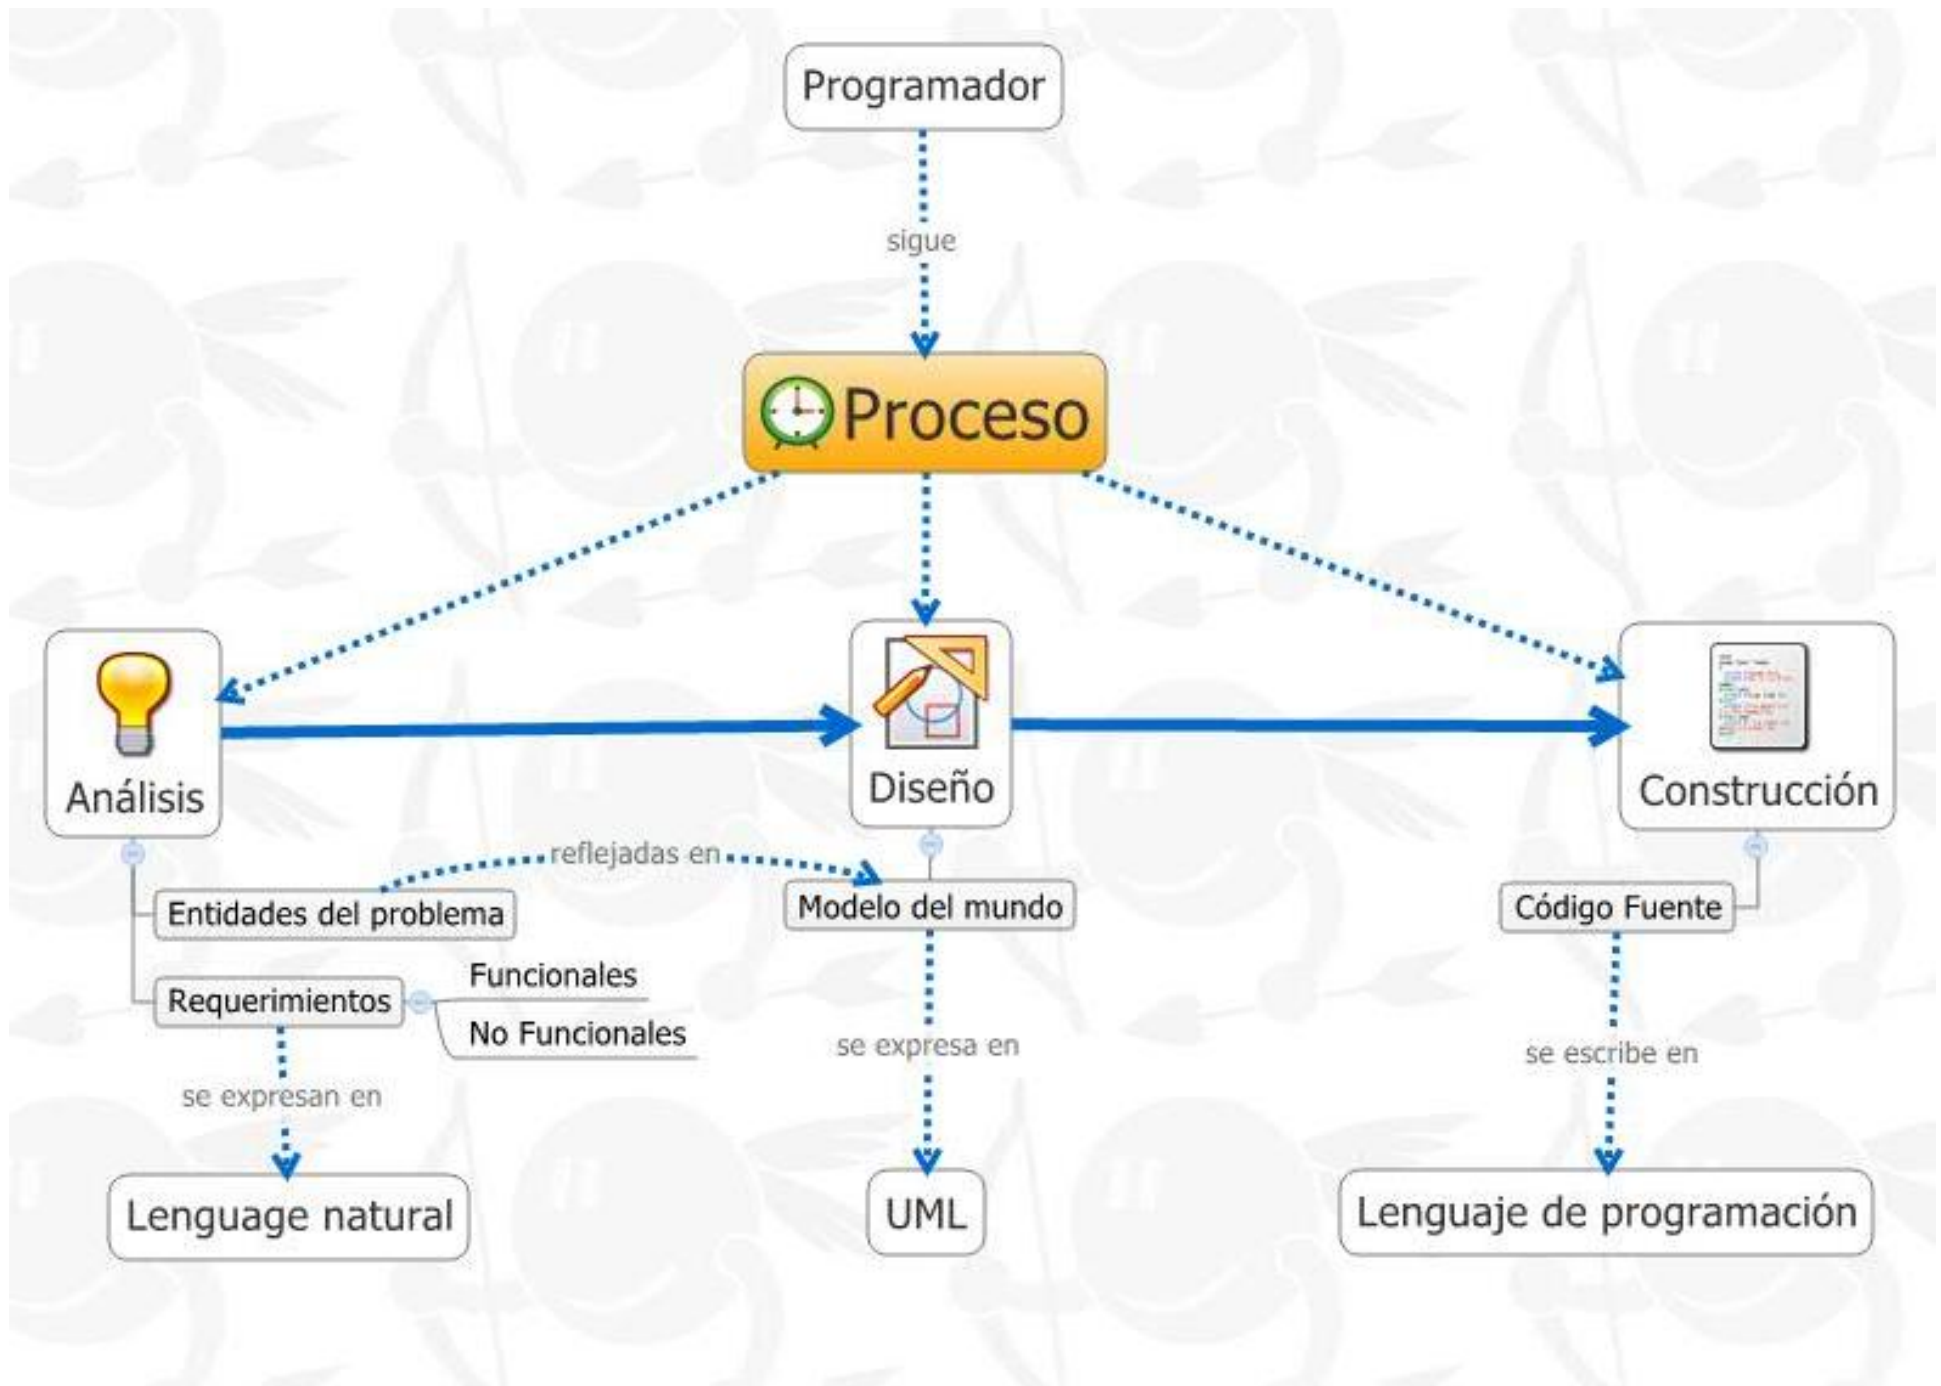 Programador
sigue
Proceso
Análisis
Diseño
Construcción
reflejadas en
Entidades del problema
Modelo del mundo
Código Fuente
Requerimientos
Funcionales
No Funcionales
se expresan en
se expresa en
se escribe en
Lenguage natural
UML
Lenguaje de programación